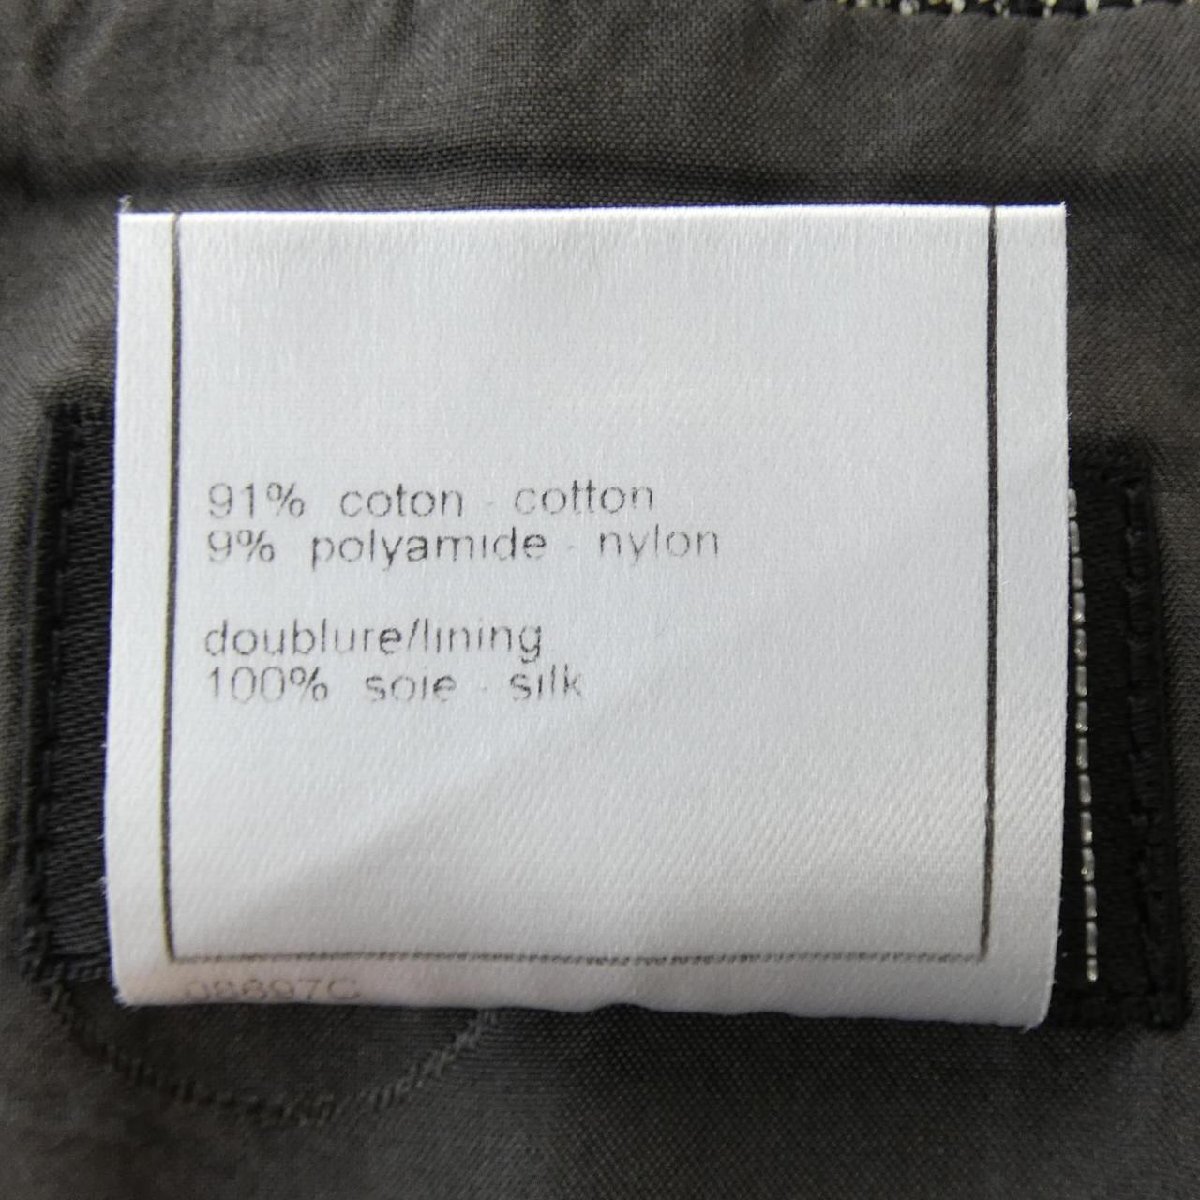 91% coton - cotton
9% polyamide - nylon
doublure/lining
100% soie - silk